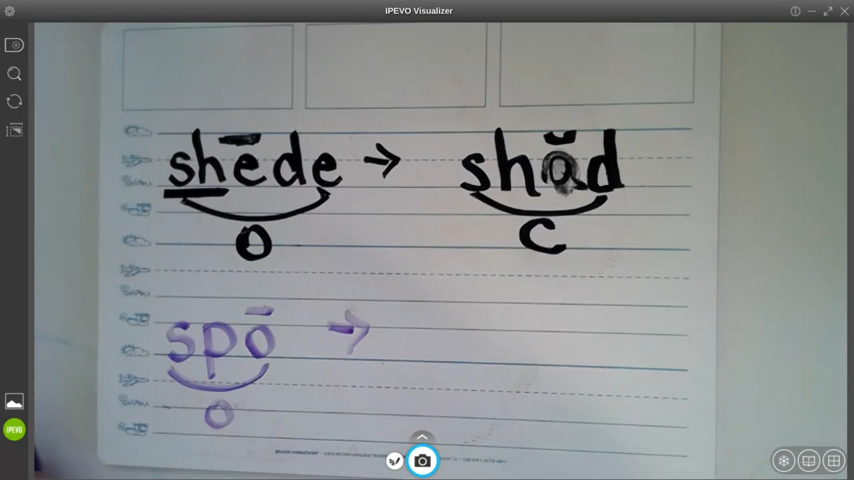 IPEVO Visualizer
shēde → shăd
O C
spō →
O
IPEVO